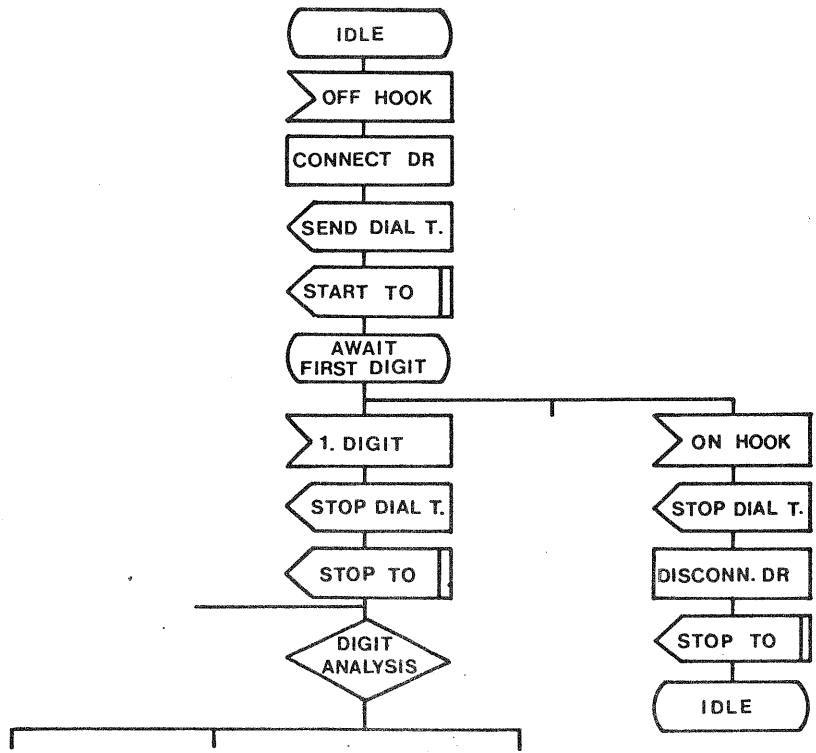 IDLE
OFF HOOK
CONNECT DR
SEND DIAL T.
START TO
AWAIT
FIRST DIGIT
1. DIGIT
STOP DIAL T.
STOP TO
DIGIT
ANALYSIS
ON HOOK
STOP DIAL T.
DISCONN. DR
STOP TO
IDLE